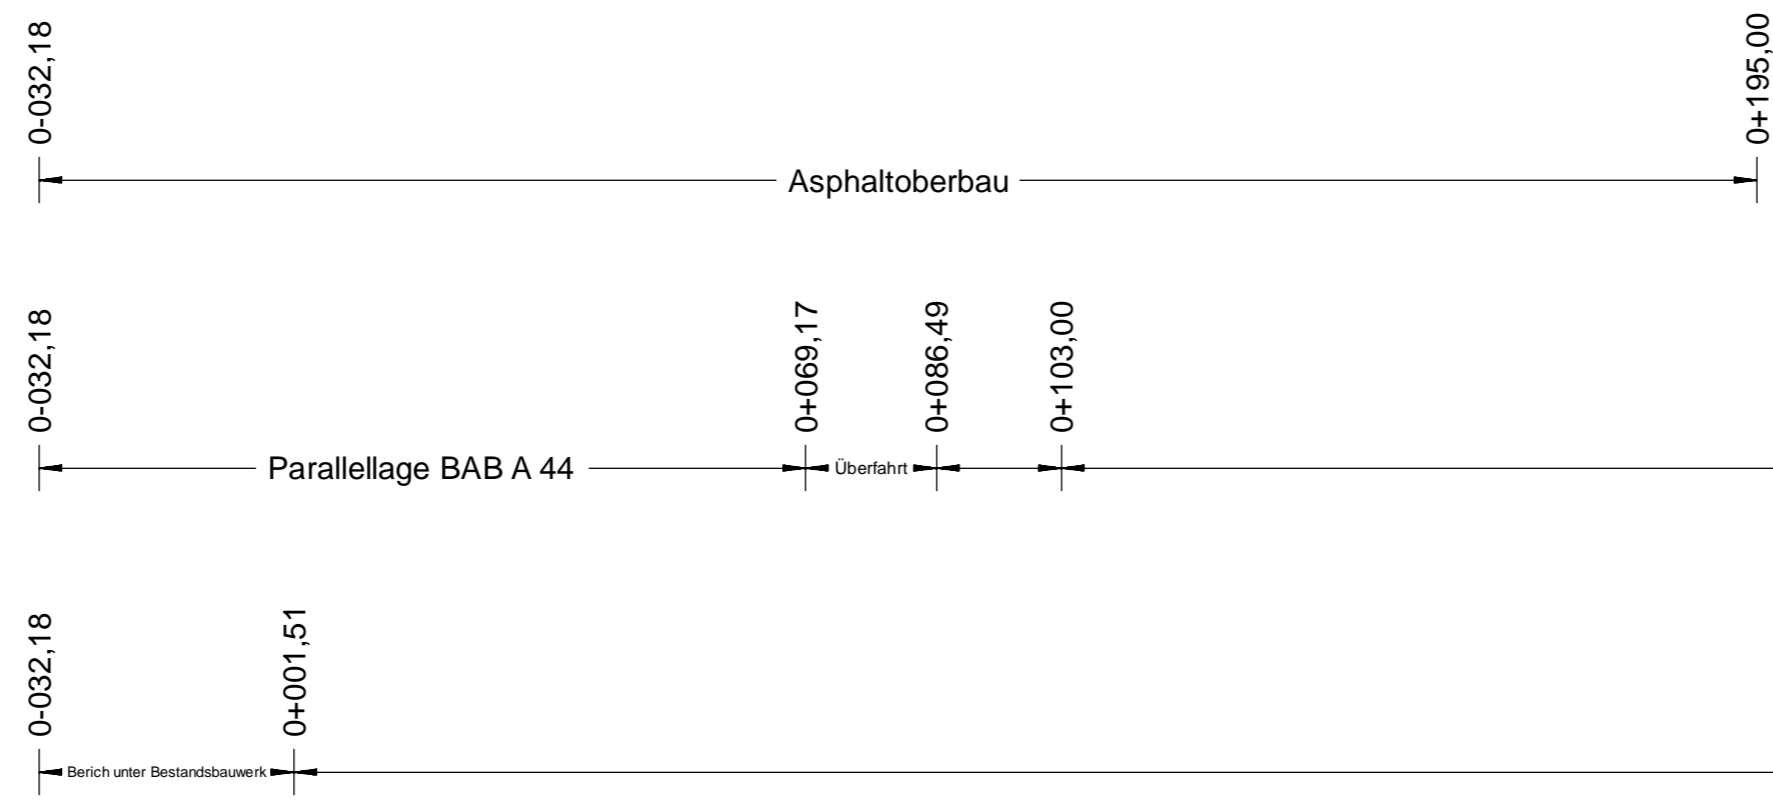 0-032,18
0+195,00
Asphaltoberbau
0-032,18
0+069,17
0+086,49
0+103,00
Parallellage BAB A 44
Überfahrt
0-032,18
0+001,51
Berich unter Bestandsbauwerk